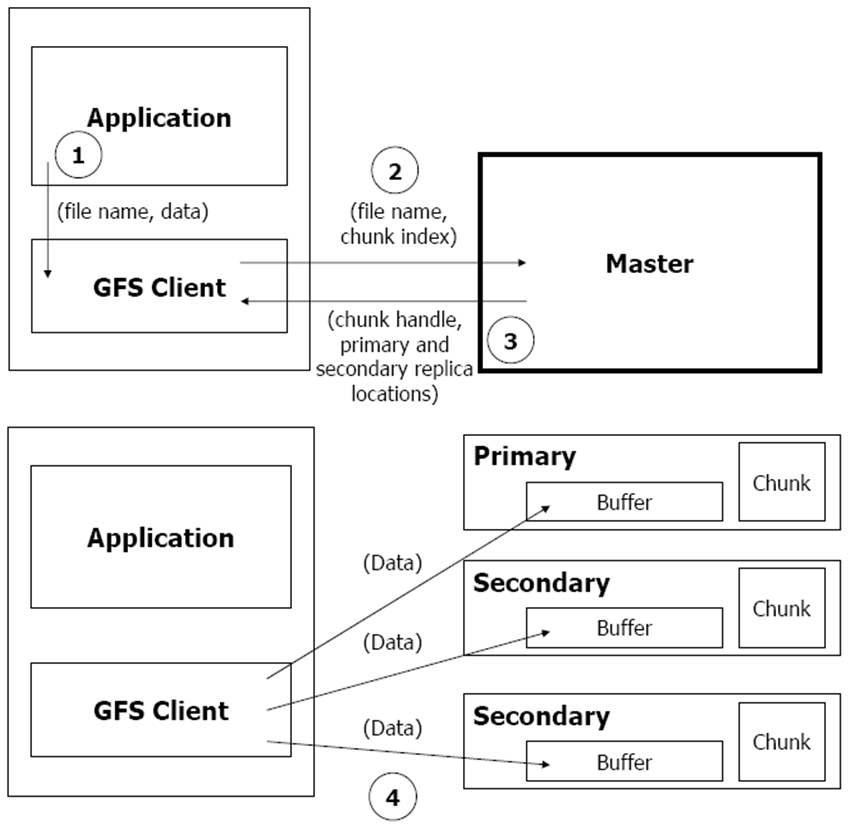 Application
1
(file name, data)
GFS Client
2
(file name,
chunk index)
Master
(chunk handle,
primary and
secondary replica
locations)
3
Application
GFS Client
(Data)
(Data)
(Data)
4
Primary
Buffer
Chunk
Secondary
Buffer
Chunk
Secondary
Buffer
Chunk